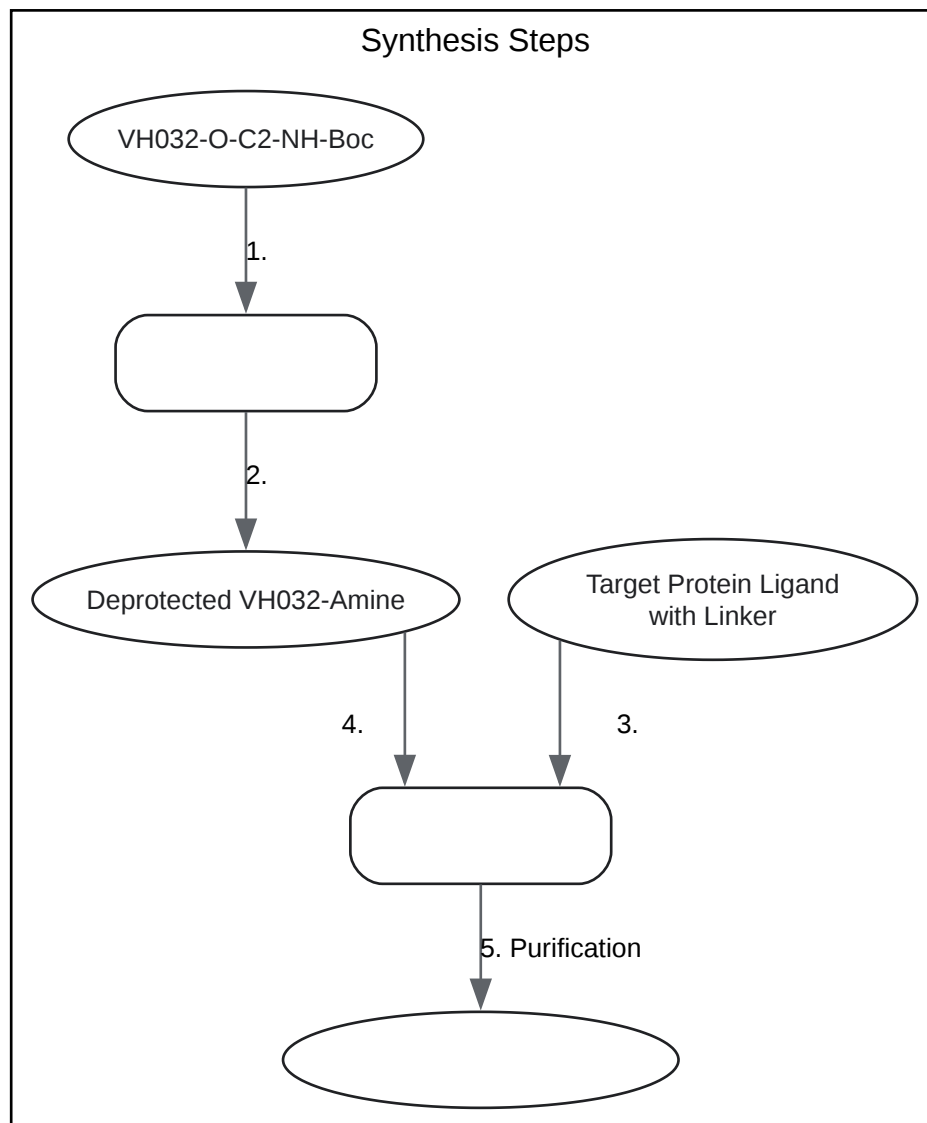 Synthesis Steps
VH032-O-C2-NH-Boc
1.
2.
Deprotected VH032-Amine
Target Protein Ligand
with Linker
4.
3.
5. Purification